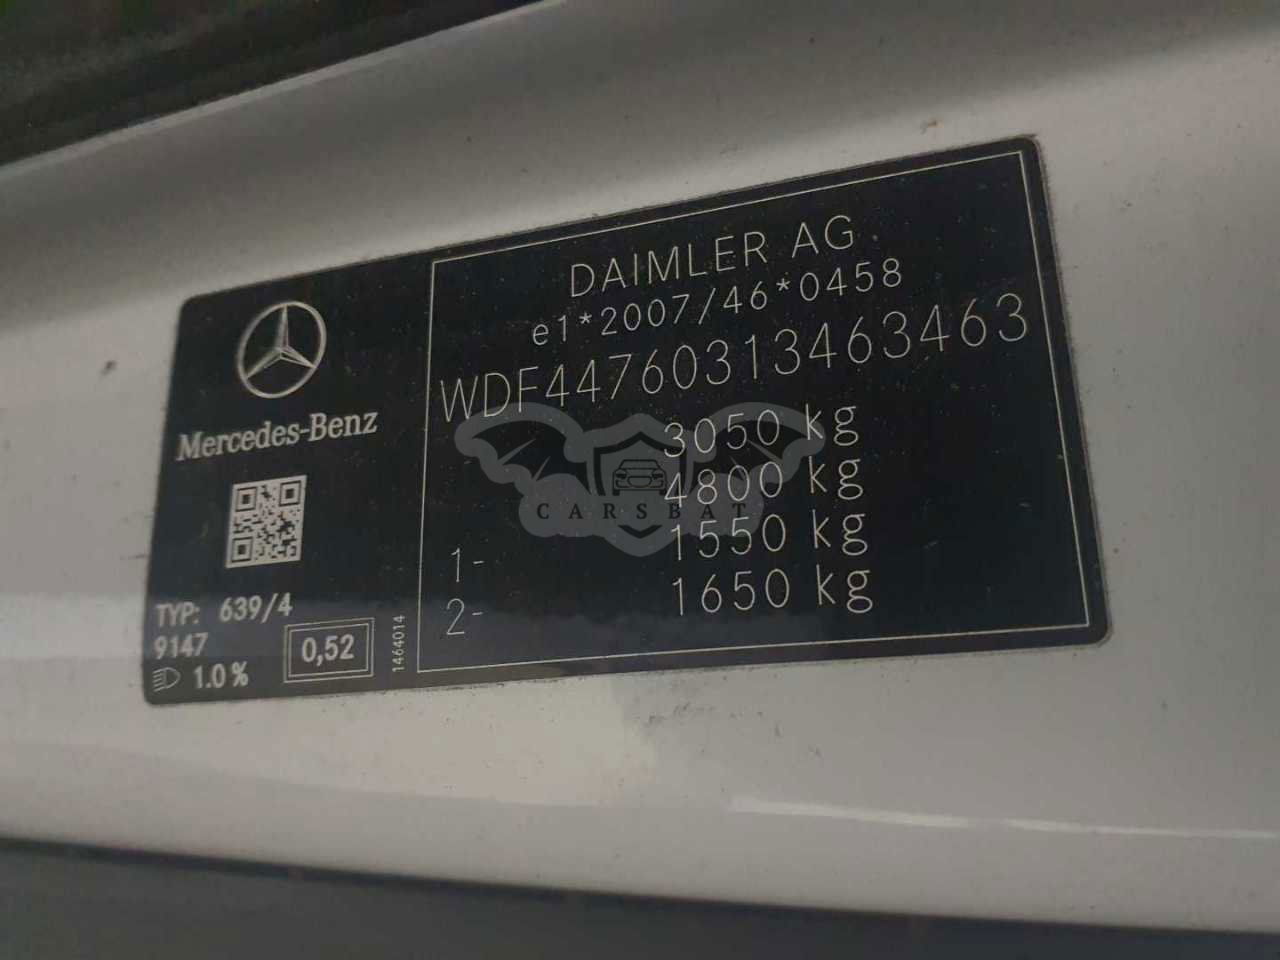 DAIMLER AG
e1*2007/46*0458
WDF44760313463463
3050 kg
4800 kg
1- 1550 kg
2- 1650 kg
Mercedes-Benz
TYP: 639/4
9147
1.0 %
0,52
1464014
CARSBAT